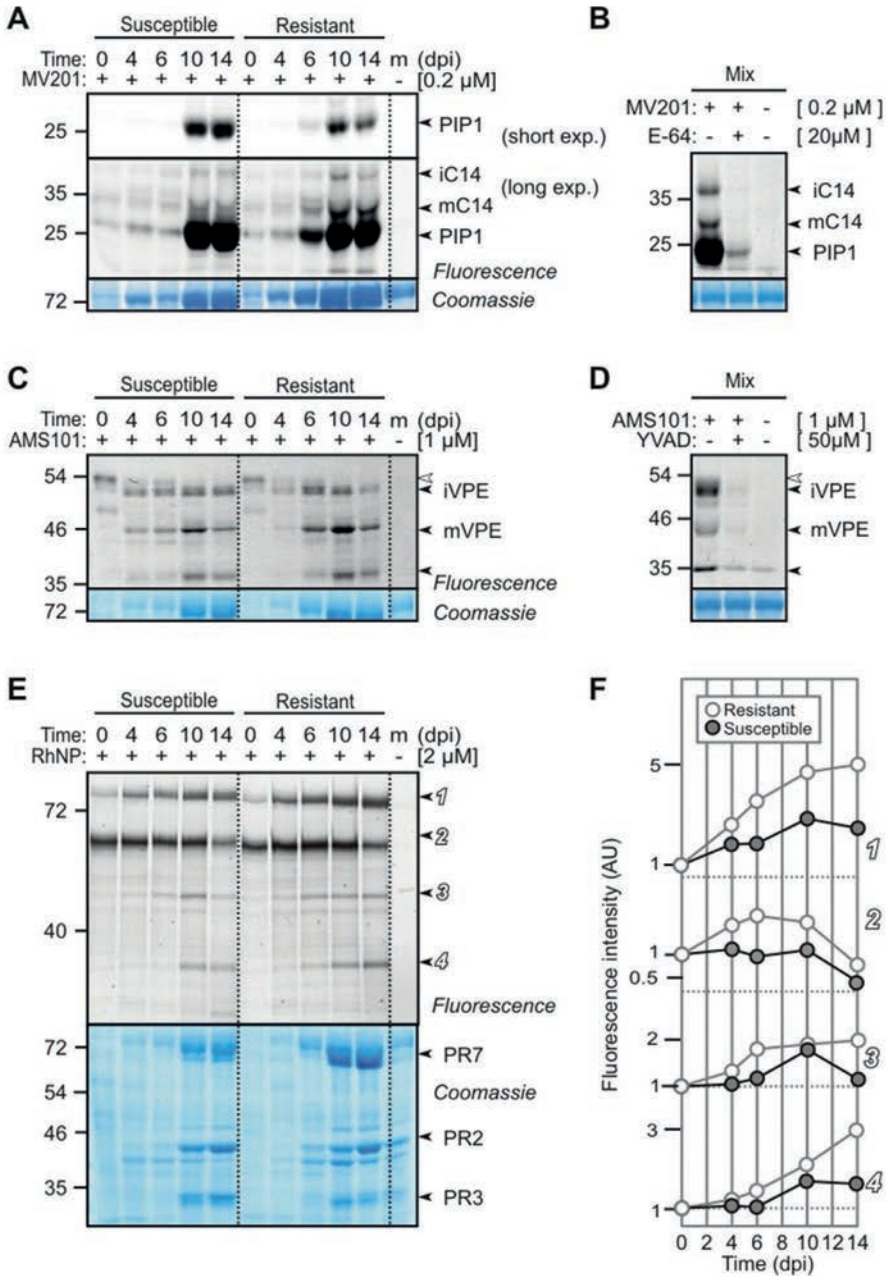 A
Susceptible Resistant
Time: 0 4 6 10 14 0 4 6 10 14 m (dpi)
MV201: + + + + + + + + + + - [0.2 µM]
25
PIP1
(short exp.)
iC14
(long exp.)
35
mC14
25
PIP1
Fluorescence
72
Coomassie
B
Mix
MV201: + + - [ 0.2 µM ]
E-64: - + - [ 20µM ]
iC14
35
mC14
25
PIP1
C
Susceptible Resistant
Time: 0 4 6 10 14 0 4 6 10 14 m (dpi)
AMS101: + + + + + + + + + + - [1 µM]
54
iVPE
46
mVPE
35
Fluorescence
72
Coomassie
D
Mix
AMS101: + + - [ 1 µM ]
YVAD: - + - [ 50µM ]
54
iVPE
46
mVPE
35
E
Susceptible Resistant
Time: 0 4 6 10 14 0 4 6 10 14 m (dpi)
RhNP: + + + + + + + + + + - [2 µM]
1
72
2
3
40
4
Fluorescence
72
PR7
Coomassie
54
46
PR2
35
PR3
F
Resistant
Susceptible
Fluorescence intensity (AU)
5
1
1
2
1
0.5
2
3
1
3
4
1
0 2 4 6 8 10 12 14
Time (dpi)